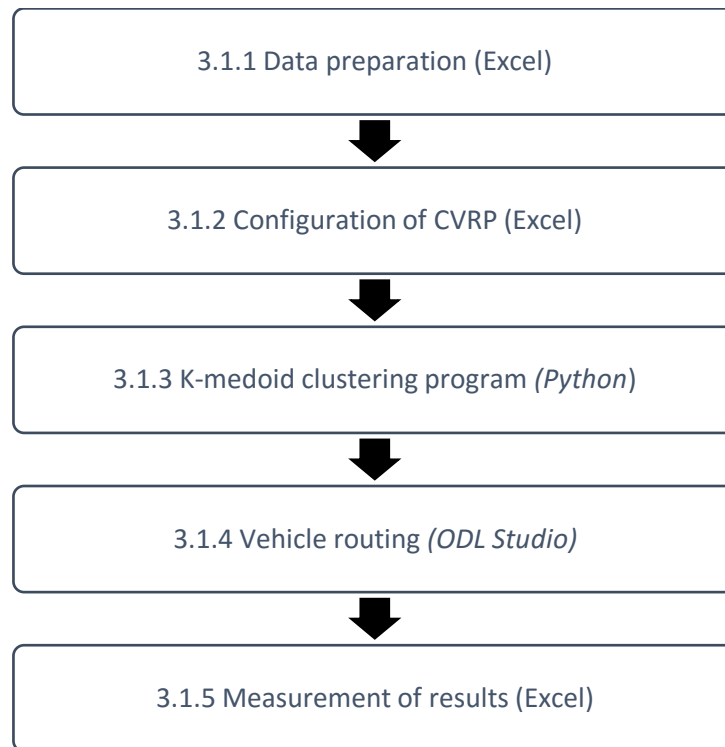 3.1.1 Data preparation (Excel)
3.1.2 Configuration of CVRP (Excel)
3.1.3 K-medoid clustering program (Python)
3.1.4 Vehicle routing (ODL Studio)
3.1.5 Measurement of results (Excel)